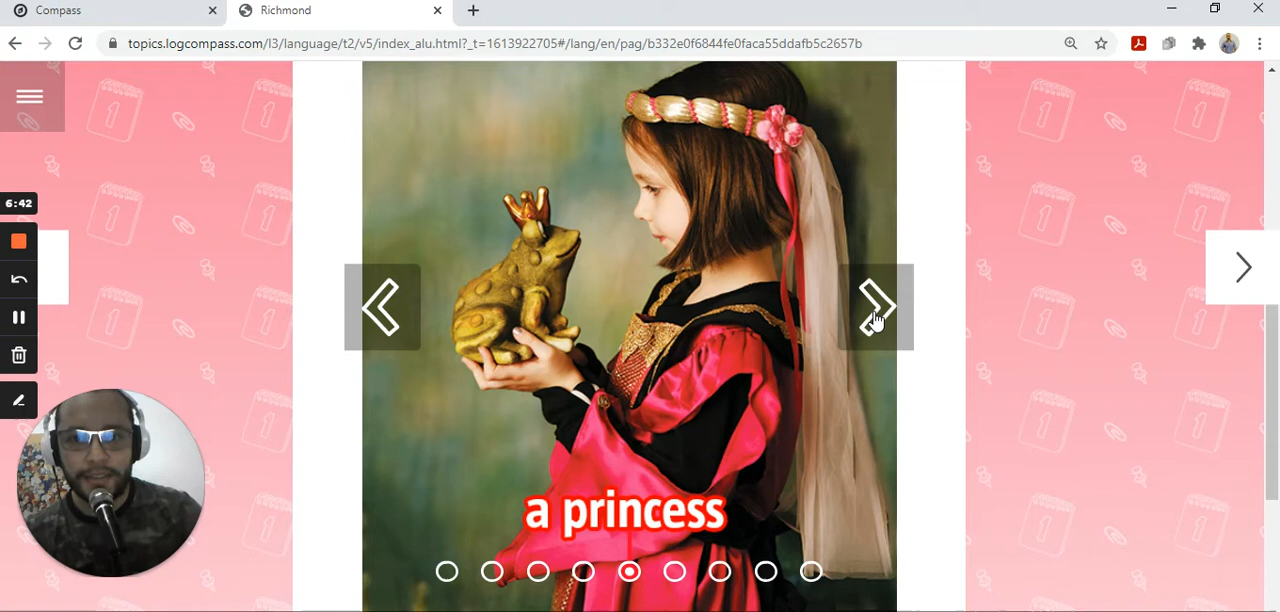 Compass
Richmond
topics.logcompass.com/l3/language/t2/v5/index_alu.html?_t=1613922705#/lang/en/pag/b332e0f6844fe0faca55ddafb5c2657b
6:42
a princess